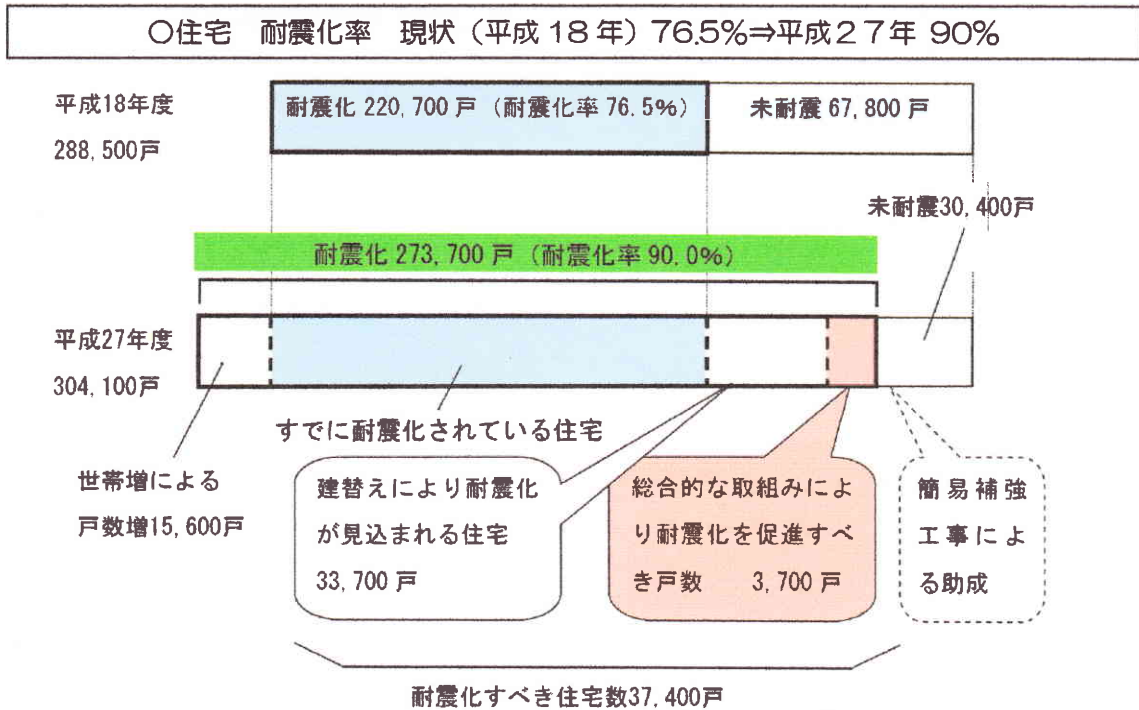 ○住宅　耐震化率　現状（平成18年）76.5%⇒平成２７年 90%
平成18年度
288,500戸
耐震化 220,700 戸（耐震化率 76.5%）
未耐震 67,800 戸
未耐震30,400戸
耐震化 273,700 戸（耐震化率 90.0%）
平成27年度
304,100戸
すでに耐震化されている住宅
世帯増による
戸数増15,600戸
建替えにより耐震化
が見込まれる住宅
33,700 戸
総合的な取組みによ
り耐震化を促進すべ
き戸数　　3,700 戸
簡易補強
工事によ
る助成
耐震化すべき住宅数37,400戸